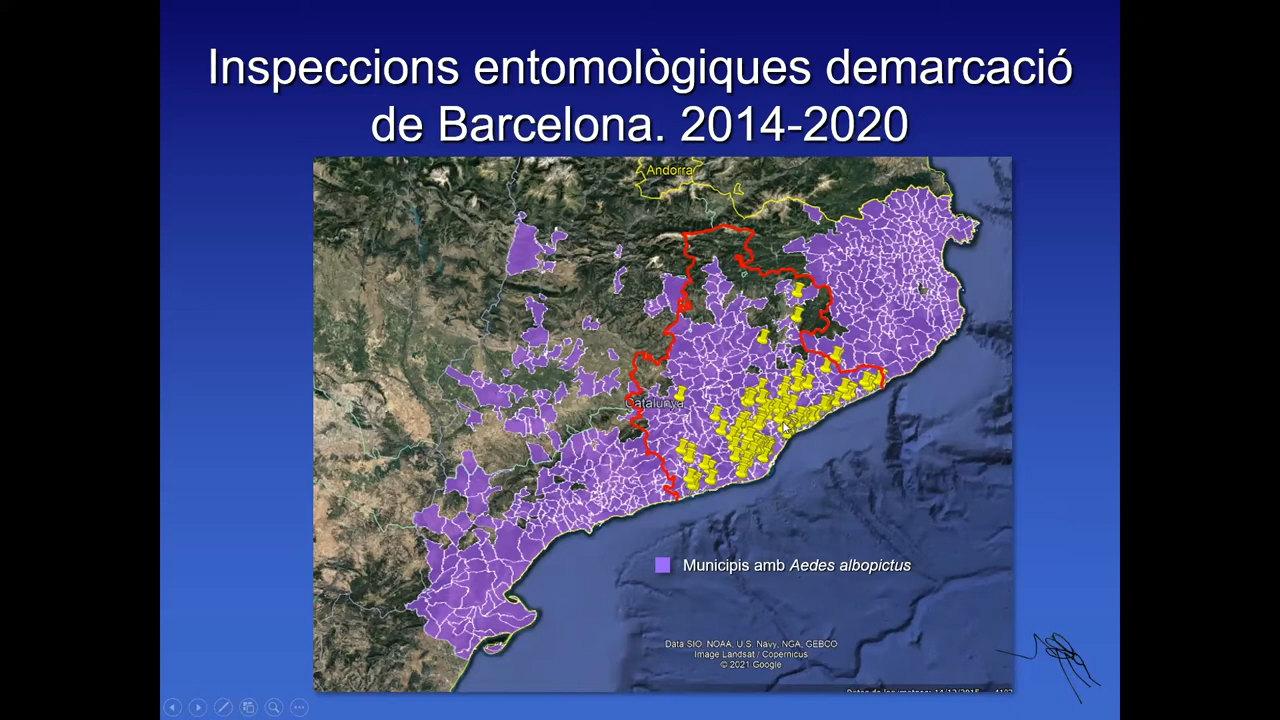 Inspeccions entomològiques demarcació
de Barcelona. 2014-2020
Andorra
Catalunya
Municipis amb Aedes albopictus
Data SIO, NOAA, U.S. Navy, NGA, GEBCO
Image Landsat / Copernicus
© 2021 Google